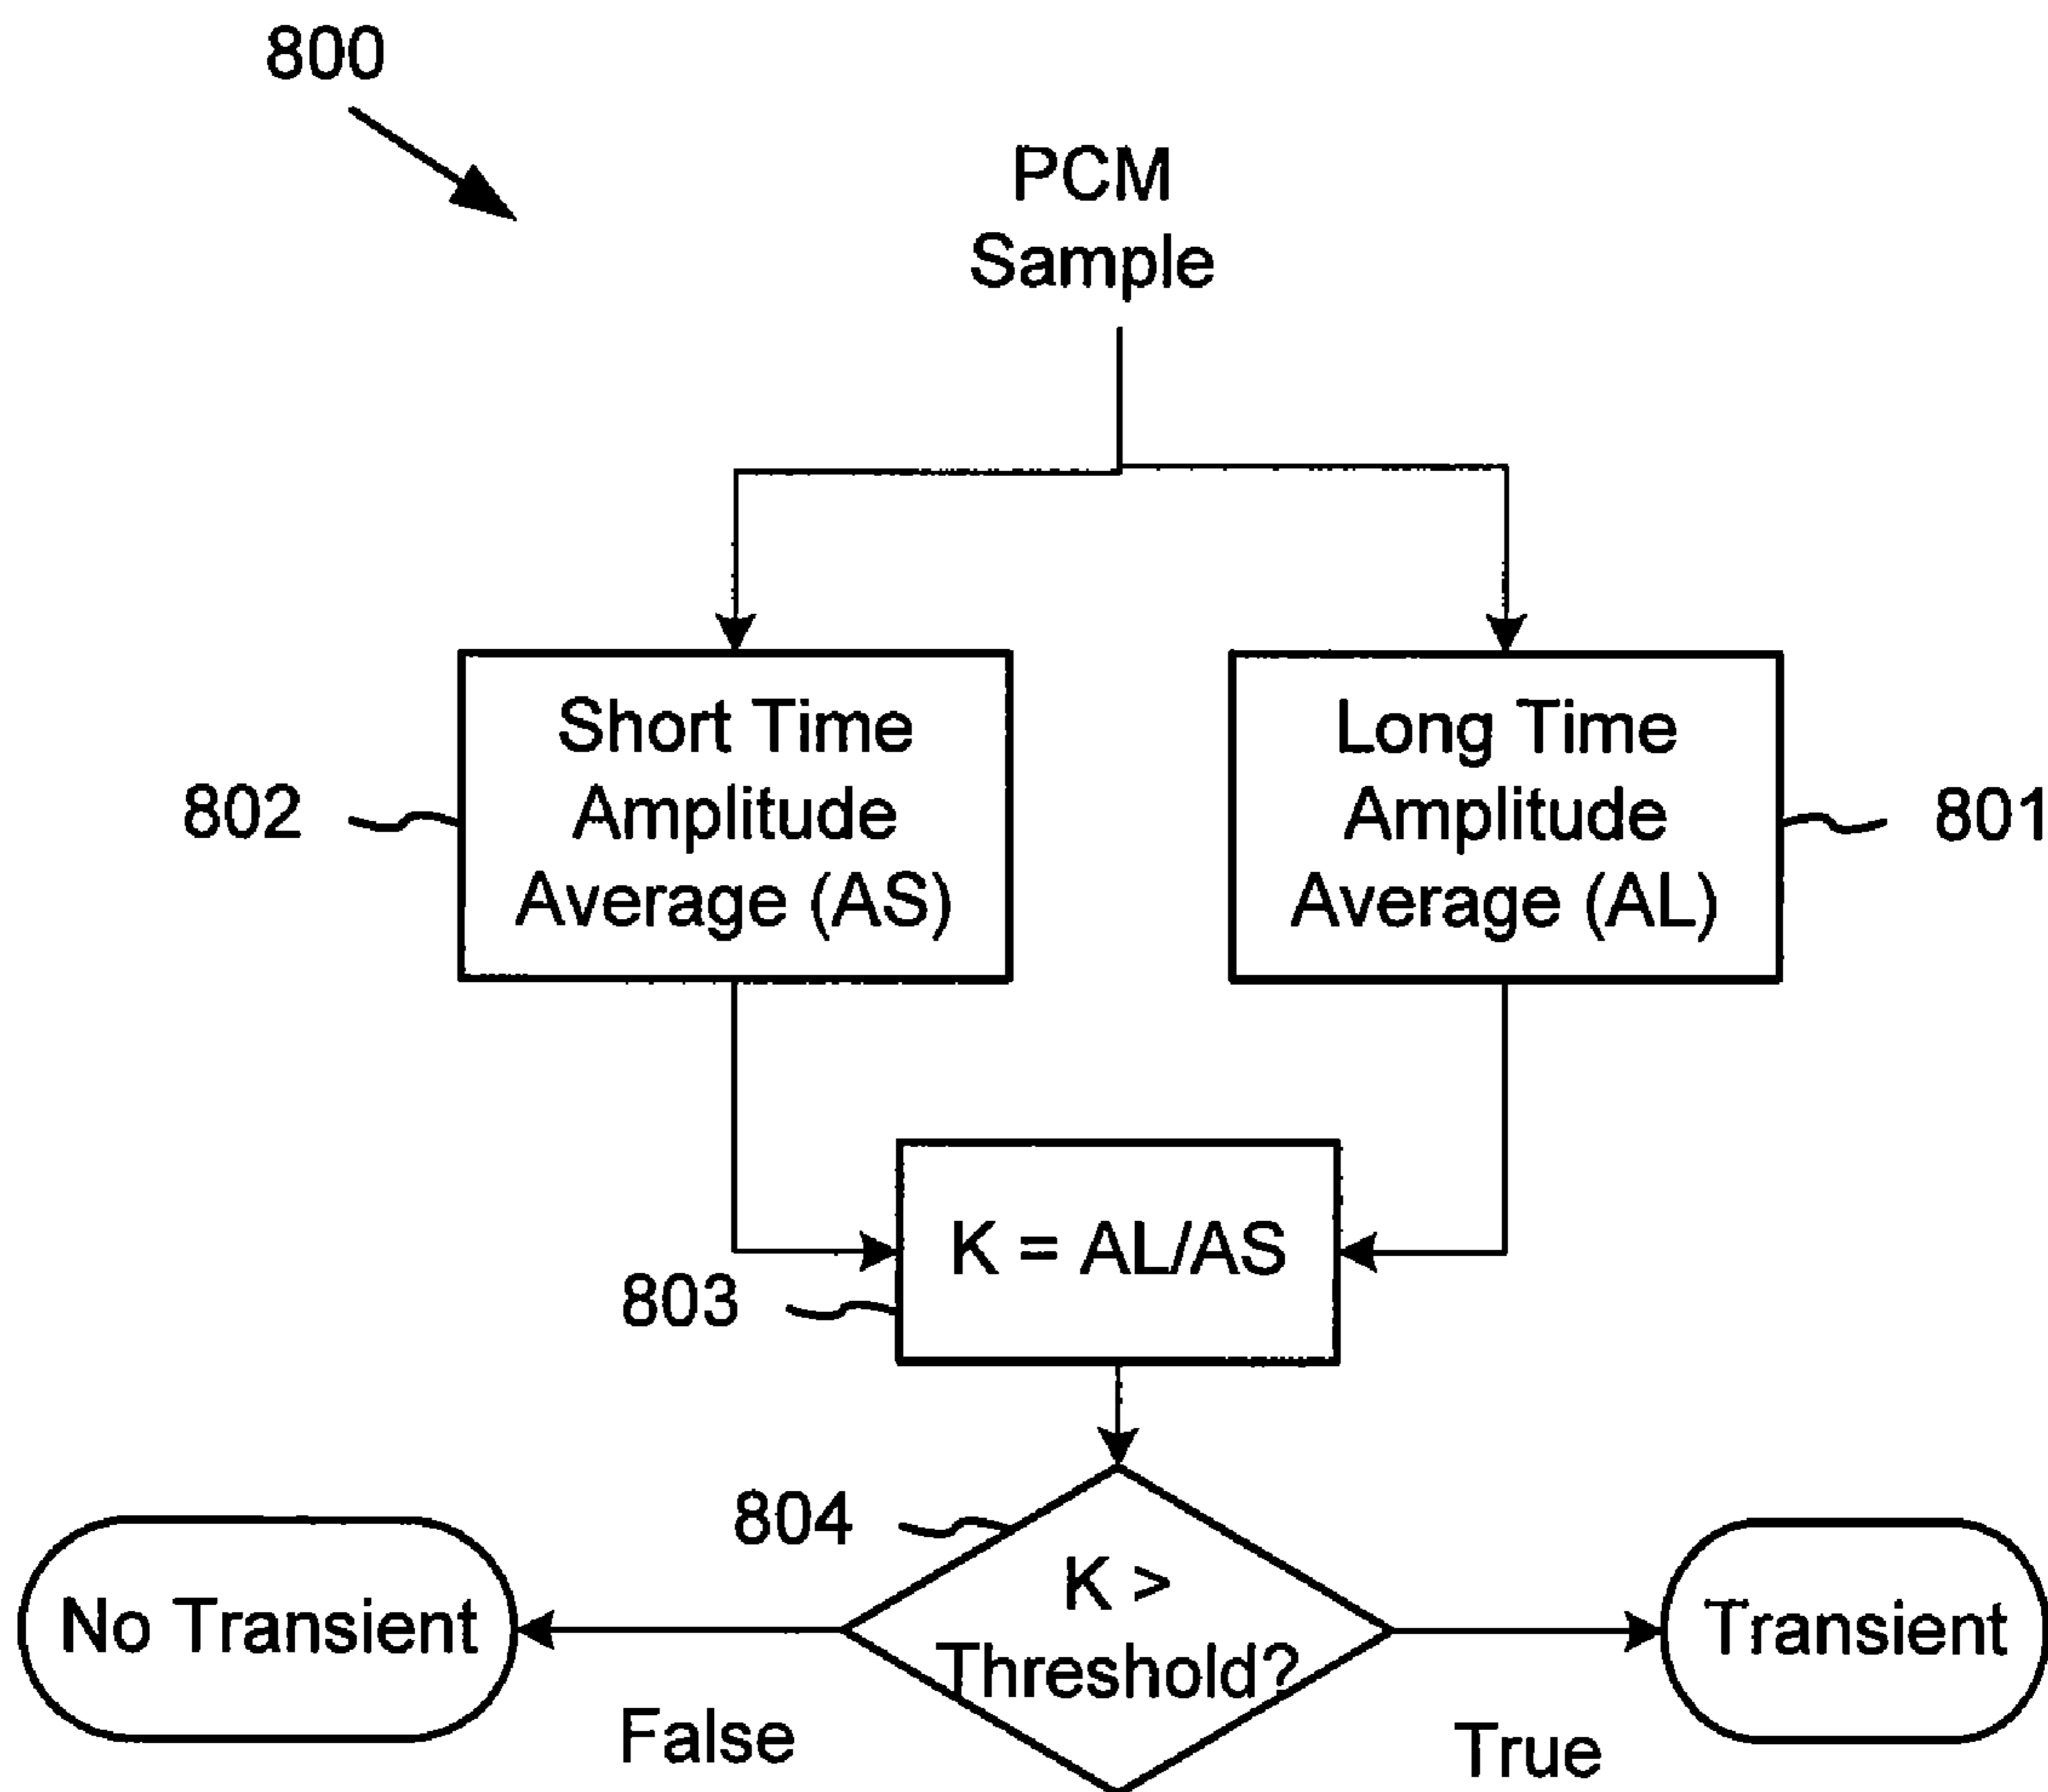 800
PCM
Sample
Short Time
Amplitude
Average (AS)
802
Long Time
Amplitude
Average (AL)
801
K = AL/AS
803
804
K >
Threshold?
No Transient
False
Transient
True